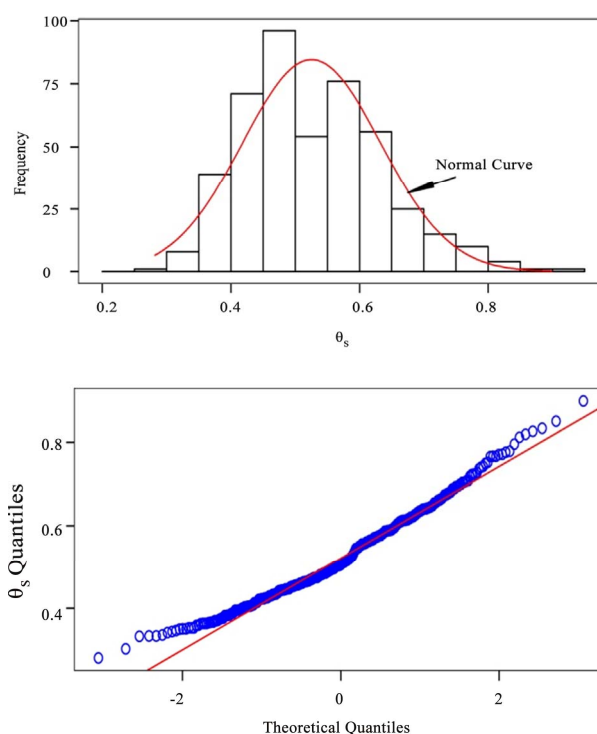 100
75
Frequency
50
Normal Curve
25
0
0.2 0.4 0.6 0.8
θs
0.8
θs Quantiles
0.6
0.4
-2 0 2
Theoretical Quantiles